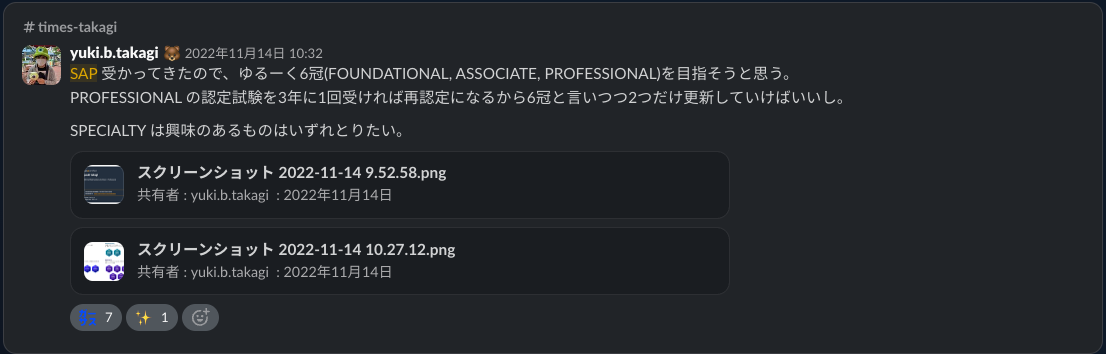 # times-takagi
yuki.b.takagi 2022年11月14日 10:32
SAP 受かってきたので、ゆるーく6冠(FOUNDATIONAL, ASSOCIATE, PROFESSIONAL)を目指そうと思う。
PROFESSIONAL の認定試験を3年に1回受ければ再認定になるから6冠と言いつつ2つだけ更新していけばいいし。
SPECIALTY は興味のあるものはいずれとりたい。
スクリーンショット 2022-11-14 9.52.58.png
共有者 : yuki.b.takagi : 2022年11月14日
スクリーンショット 2022-11-14 10.27.12.png
共有者 : yuki.b.takagi : 2022年11月14日
7 1